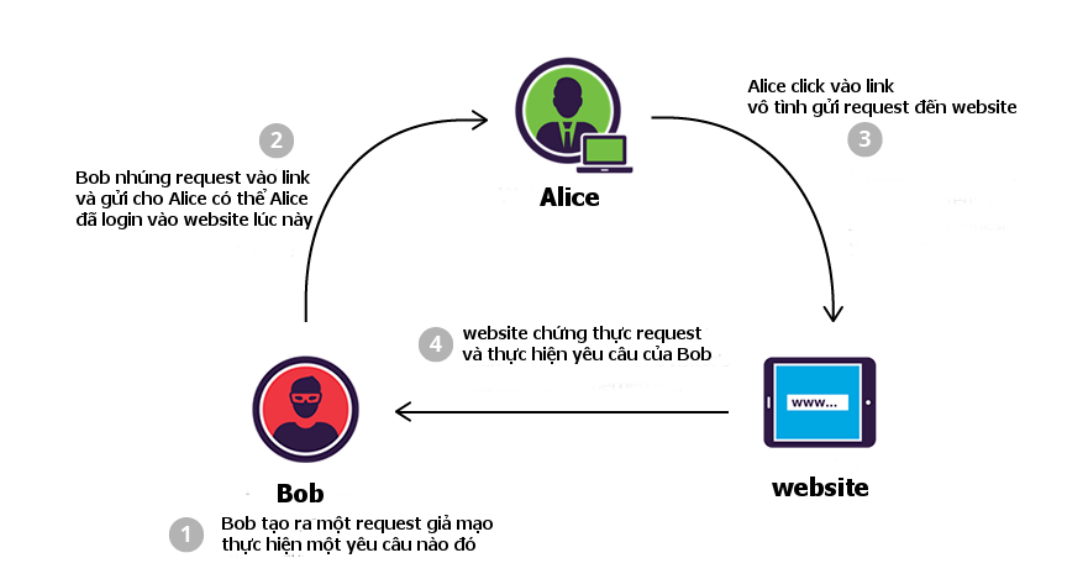 Alice click vào link
vô tình gửi request đến website
3
2
Bob nhúng request vào link
và gửi cho Alice có thể Alice
đã login vào website lúc này
Alice
4
website chứng thực request
và thực hiện yêu câu của Bob
www...
Bob
website
1
Bob tạo ra một request giả mạo
thực hiện một yêu cầu nào đó